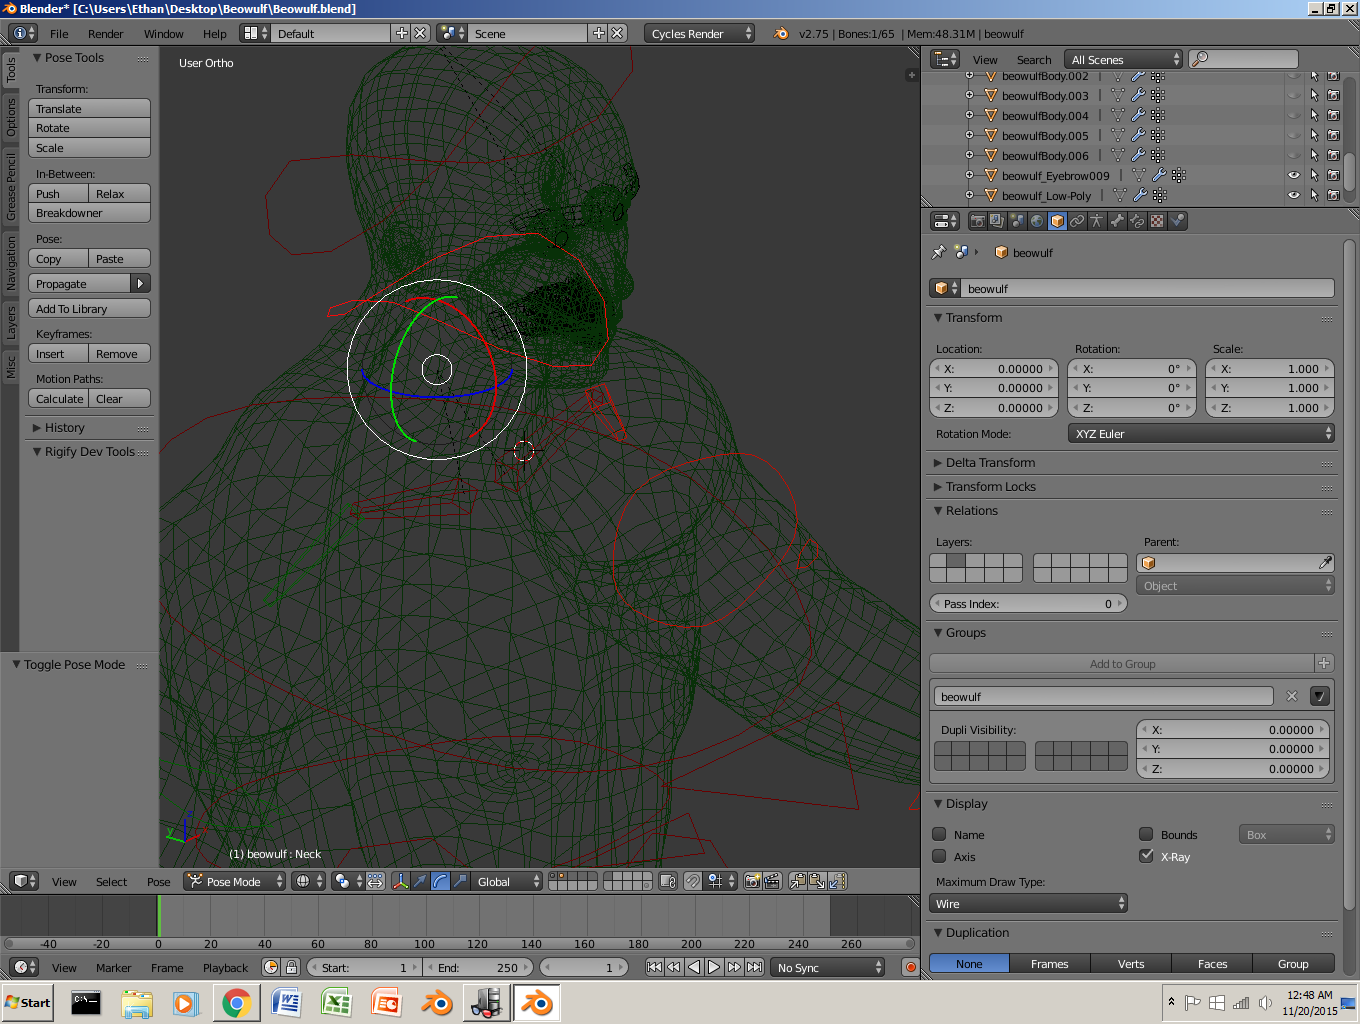 Blender* [C:\Users\Ethan\Desktop\Beowulf\Beowulf.blend]
File Render Window Help Default Scene Cycles Render v2.75 | Bones:1/65 | Mem:48.31M | beowulf
Tools
Options
Grease Pencil
Navigation
Layers
Misc
Pose Tools
Transform:
Translate
Rotate
Scale
In-Between:
Push Relax
Breakdowner
Pose:
Copy Paste
Propagate
Add To Library
Keyframes:
Insert Remove
Motion Paths:
Calculate Clear
History
Rigify Dev Tools
Toggle Pose Mode
User Ortho
(1) beowulf : Neck
View Select Pose Pose Mode Global
-40 -20 0 20 40 60 80 100 120 140 160 180 200 220 240 260
View Marker Frame Playback Start: 1 End: 250 1 No Sync
View Search All Scenes
beowulfBody.002
beowulfBody.003
beowulfBody.004
beowulfBody.005
beowulfBody.006
beowulf_Eyebrow009
beowulf_Low-Poly
beowulf
beowulf
Transform
Location: Rotation: Scale:
X: 0.00000 X: 0° X: 1.000
Y: 0.00000 Y: 0° Y: 1.000
Z: 0.00000 Z: 0° Z: 1.000
Rotation Mode: XYZ Euler
Delta Transform
Transform Locks
Relations
Layers: Parent:
Object
Pass Index: 0
Groups
Add to Group
beowulf
Dupli Visibility: X: 0.00000
Y: 0.00000
Z: 0.00000
Display
Name Bounds Box
Axis X-Ray
Maximum Draw Type:
Wire
Duplication
None Frames Verts Faces Group
Start 12:48 AM
11/20/2015